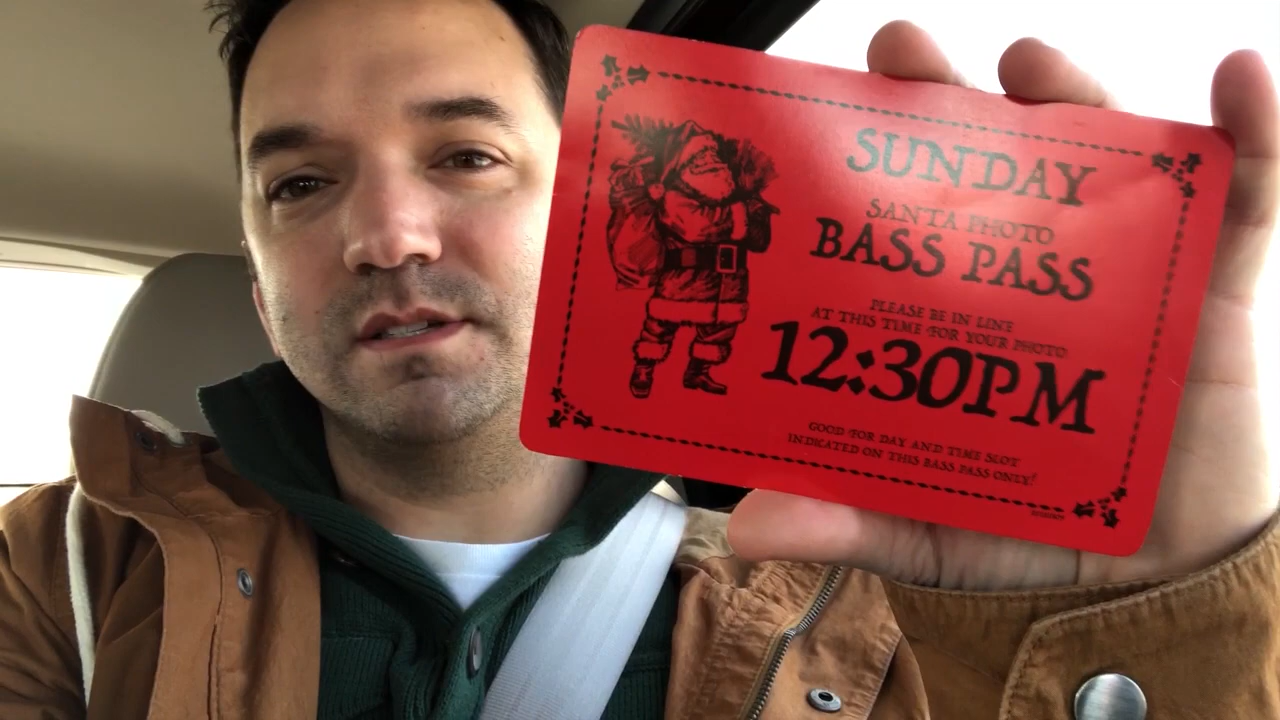 SUNDAY
SANTA PHOTO
BASS PASS
PLEASE BE IN LINE
AT THIS TIME FOR YOUR PHOTO
12:30PM
GOOD FOR DAY AND TIME SLOT
INDICATED ON THIS BASS PASS ONLY!